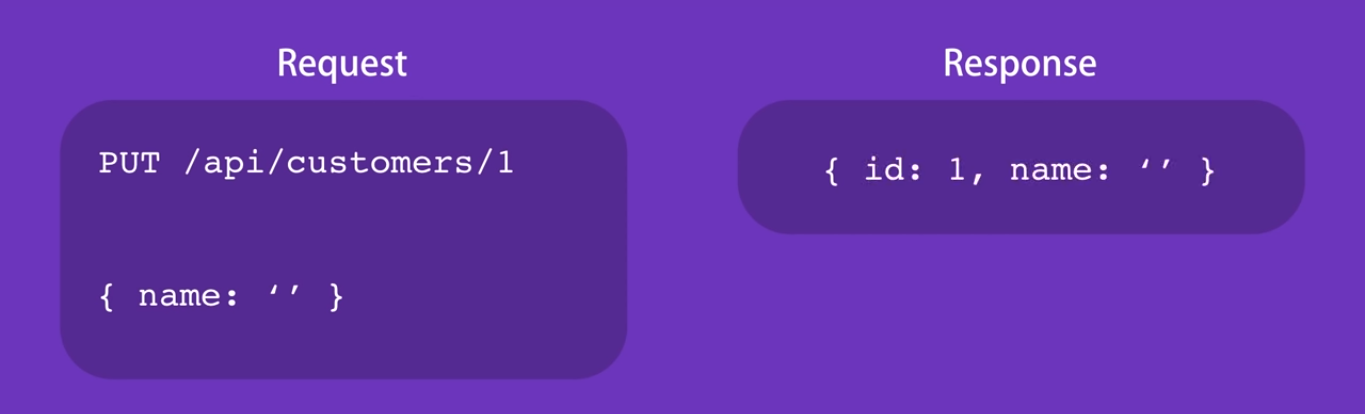 Request
PUT /api/customers/1
{ name: ‘’ }
Response
{ id: 1, name: ‘’ }